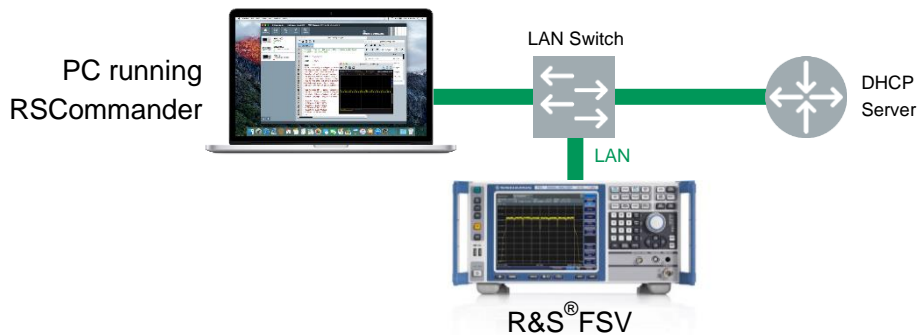 PC running
RSCommander
LAN Switch
DHCP
Server
LAN
R&S®FSV